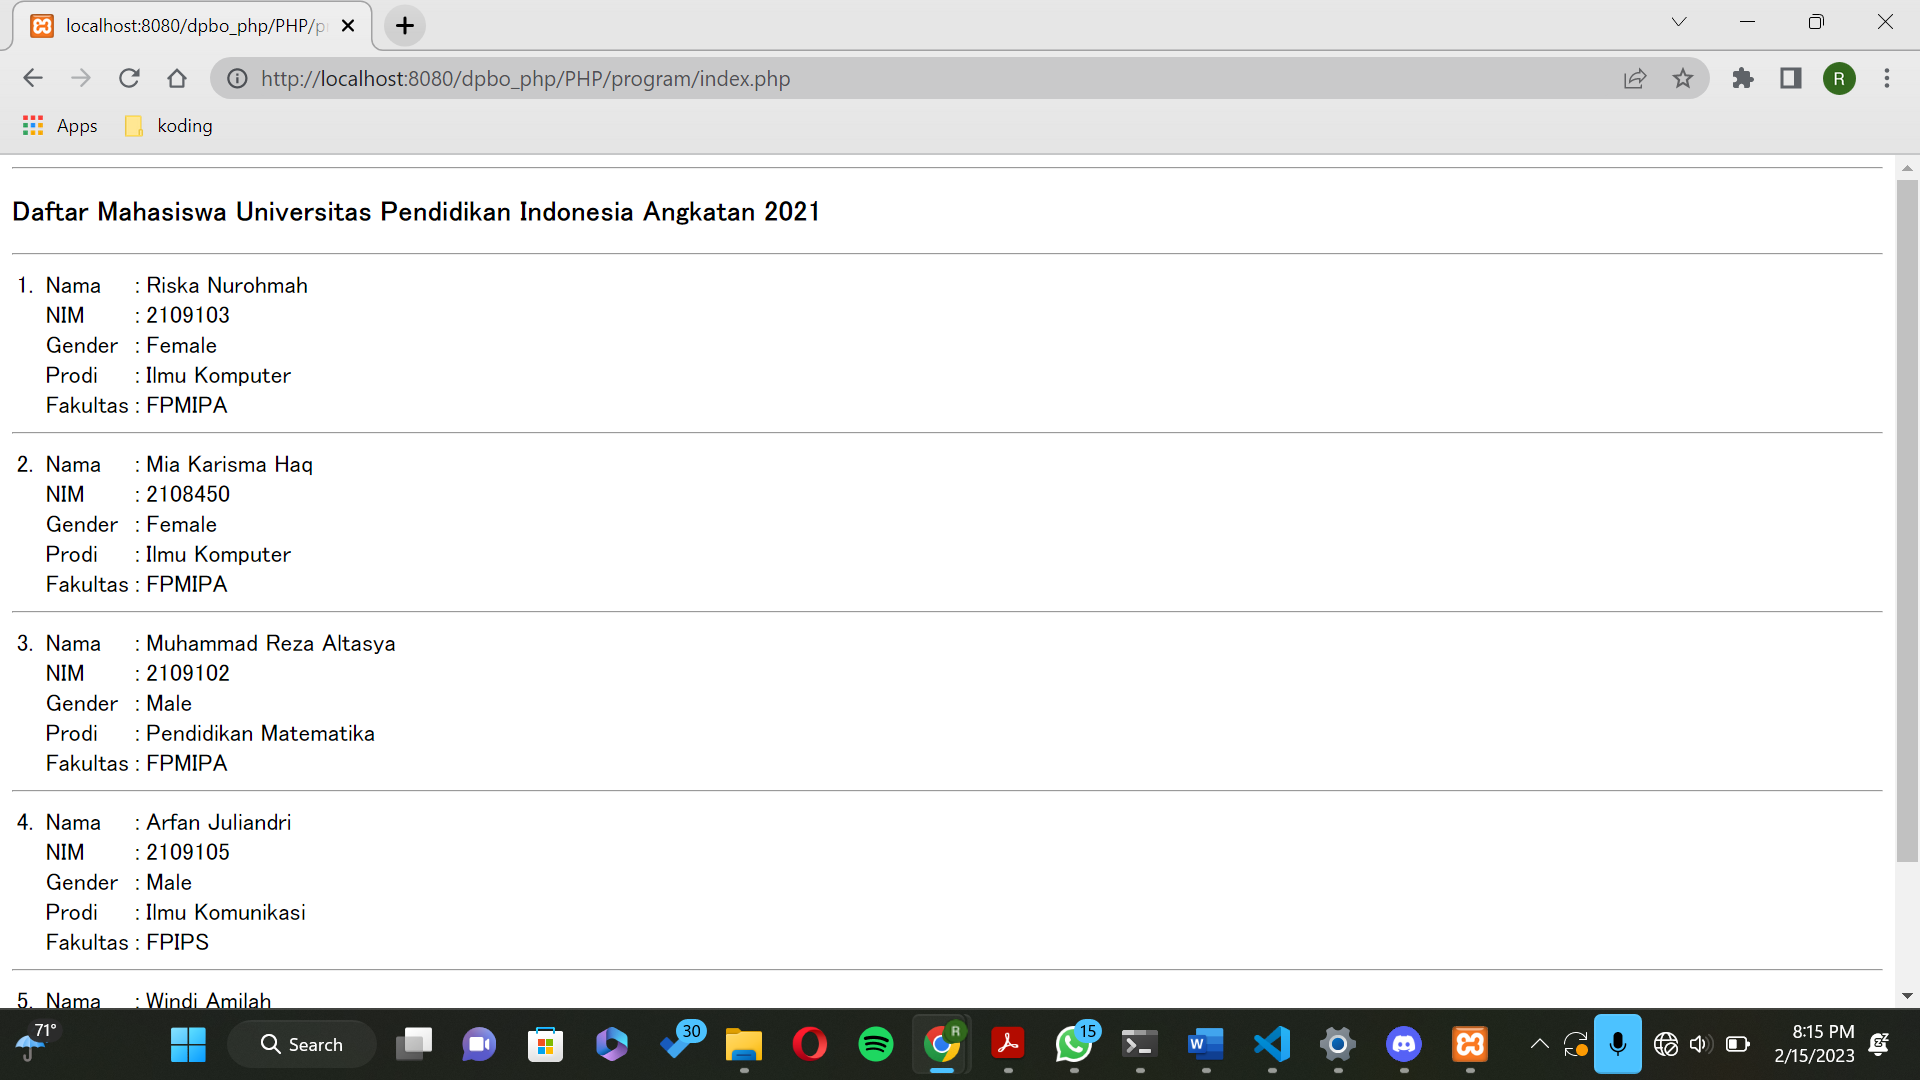 localhost:8080/dpbo_php/PHP/p
http://localhost:8080/dpbo_php/PHP/program/index.php
R
Apps
koding
Daftar Mahasiswa Universitas Pendidikan Indonesia Angkatan 2021
1. Nama : Riska Nurohmah
NIM : 2109103
Gender : Female
Prodi : Ilmu Komputer
Fakultas : FPMIPA
2. Nama : Mia Karisma Haq
NIM : 2108450
Gender : Female
Prodi : Ilmu Komputer
Fakultas : FPMIPA
3. Nama : Muhammad Reza Altasya
NIM : 2109102
Gender : Male
Prodi : Pendidikan Matematika
Fakultas : FPMIPA
4. Nama : Arfan Juliandri
NIM : 2109105
Gender : Male
Prodi : Ilmu Komunikasi
Fakultas : FPIPS
5. Nama : Windi Amilah
71°
Search
30
R
15
8:15 PM
2/15/2023